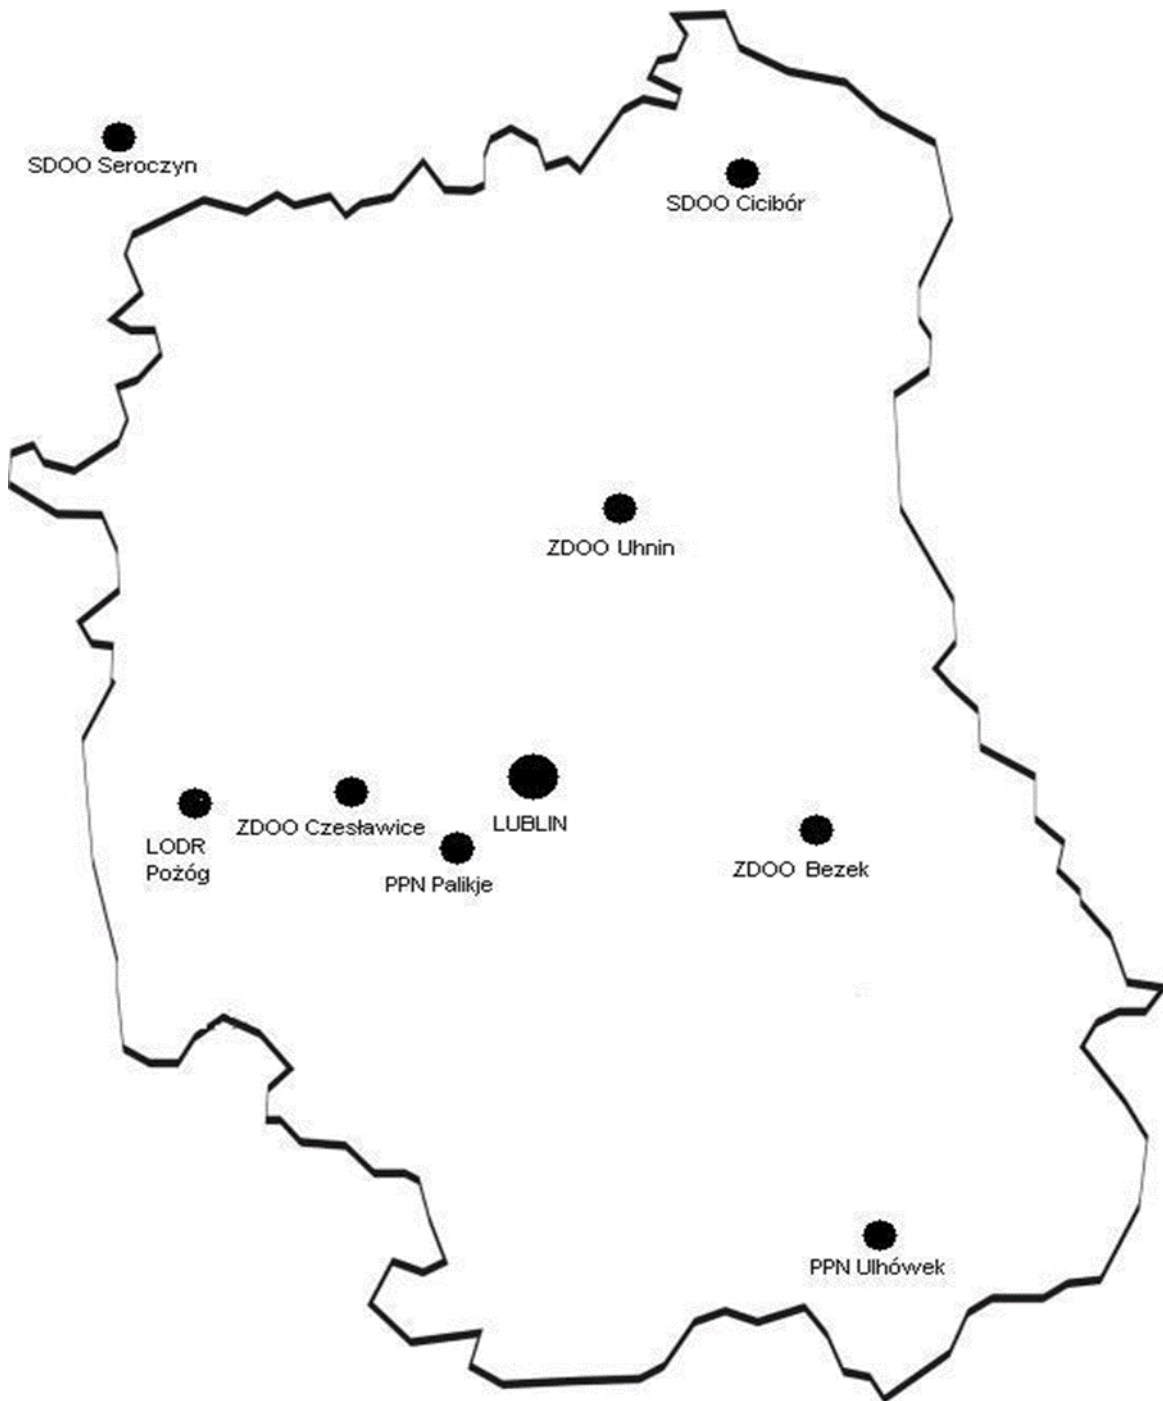 SDOO Seroczyn
SDOO Cicibór
ZDOO Uhnin
LUBLIN
ZDOO Czesławice
LODR
Pożóg
PPN Palikje
ZDOO Bezek
PPN Ulhówek